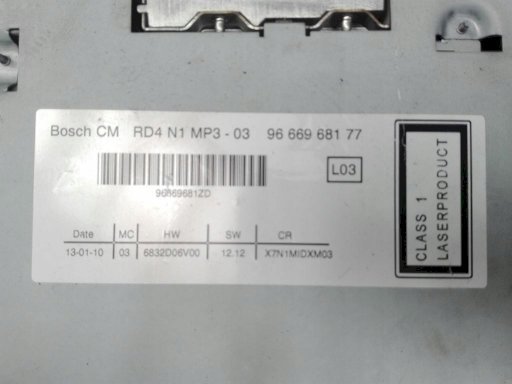 Bosch CM RD4 N1 MP3 - 03 96 669 681 77
L03
96669681ZD
Date MC HW SW CR
13-01-10 03 6832D06V00 12.12 X7N1MIDXM03
CLASS 1
LASERPRODUCT